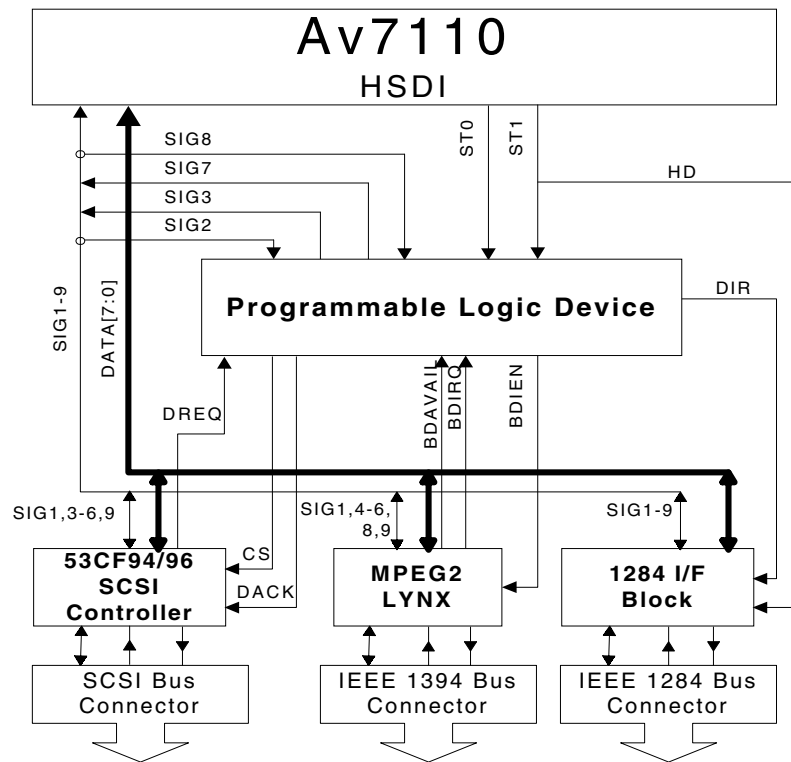 Av7110
HSDI
SIG8
SIG7
SIG3
SIG2
ST0
ST1
HD
SIG1-9
DATA[7:0]
Programmable Logic Device
DIR
DREQ
BDAVAIL
BDIRQ
BDIEN
SIG1,3-6,9
SIG1,4-6,
8,9
SIG1-9
CS
DACK
53CF94/96
SCSI
Controller
MPEG2
LYNX
1284 I/F
Block
SCSI Bus
Connector
IEEE 1394 Bus
Connector
IEEE 1284 Bus
Connector